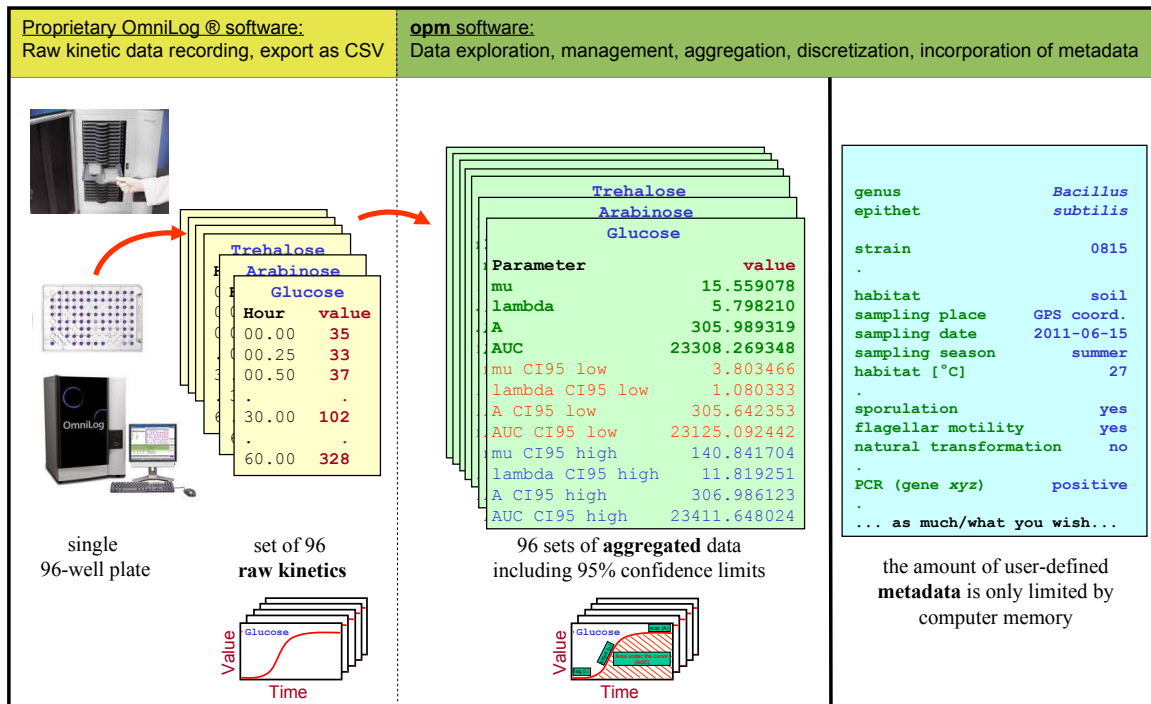 Proprietary OmniLog ® software:
Raw kinetic data recording, export as CSV
opm software:
Data exploration, management, aggregation, discretization, incorporation of metadata
OmniLog
single
96-well plate
Trehalose
Arabinose
Glucose
Hour value
00.00 35
00.25 33
00.50 37
. .
30.00 102
. .
60.00 328
set of 96
raw kinetics
Value
Glucose
Time
Trehalose
Arabinose
Glucose
Parameter value
mu 15.559078
lambda 5.798210
A 305.989319
AUC 23308.269348
mu CI95 low 3.803466
lambda CI95 low 1.080333
A CI95 low 305.642353
AUC CI95 low 23125.092442
mu CI95 high 140.841704
lambda CI95 high 11.819251
A CI95 high 306.986123
AUC CI95 high 23411.648024
96 sets of aggregated data
including 95% confidence limits
Value
Glucose
max (A)
Area under the curve
(AUC)
Time
genus Bacillus
epithet subtilis
strain 0815
.
habitat soil
sampling place GPS coord.
sampling date 2011-06-15
sampling season summer
habitat [°C] 27
.
sporulation yes
flagellar motility yes
natural transformation no
.
PCR (gene xyz) positive
.
... as much/what you wish...
the amount of user-defined
metadata is only limited by
computer memory